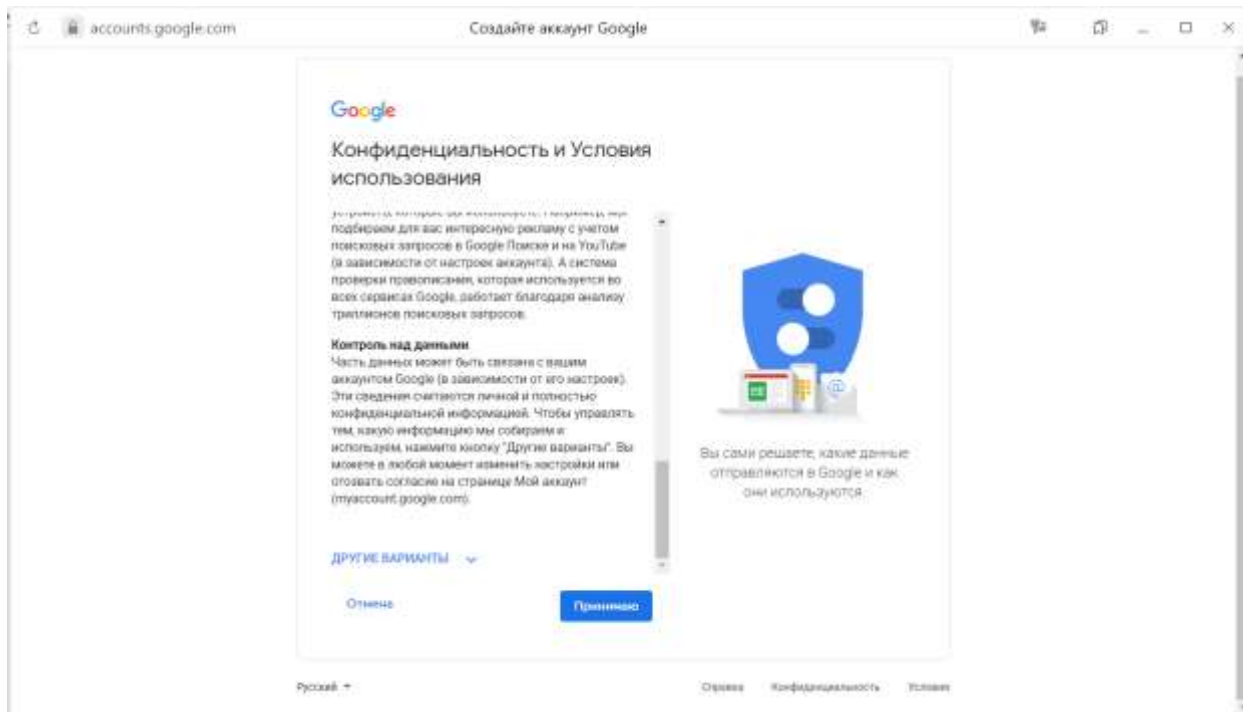 accounts.google.com
Создайте аккаунт Google
Google
Конфиденциальность и Условия
использования
подбираем для вас интересную рекламу с учетом
поисковых запросов в Google Поиске и на YouTube
(в зависимости от настроек аккаунта). А система
проверки правописания, которая используется во
всех сервисах Google, работает благодаря анализу
триллионов поисковых запросов.
Контроль над данными
Часть данных может быть связана с вашим
аккаунтом Google (в зависимости от его настроек).
Эти сведения считаются личной и полностью
конфиденциальной информацией. Чтобы управлять
тем, какую информацию мы собираем и
используем, нажмите кнопку "Другие варианты". Вы
можете в любой момент изменить настройки или
отозвать согласие на странице Мой аккаунт
(myaccount.google.com).
ДРУГИЕ ВАРИАНТЫ
Отмена
Принимаю
Вы сами решаете, какие данные
отправляются в Google и как
они используются.
Русский
Справка Конфиденциальность Условия